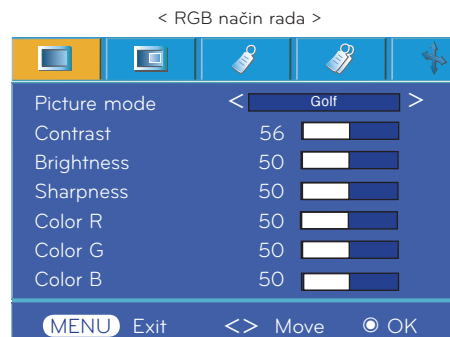 < RGB način rada >
Picture mode < Golf >
Contrast 56
Brightness 50
Sharpness 50
Color R 50
Color G 50
Color B 50
MENU Exit <> Move ◉ OK